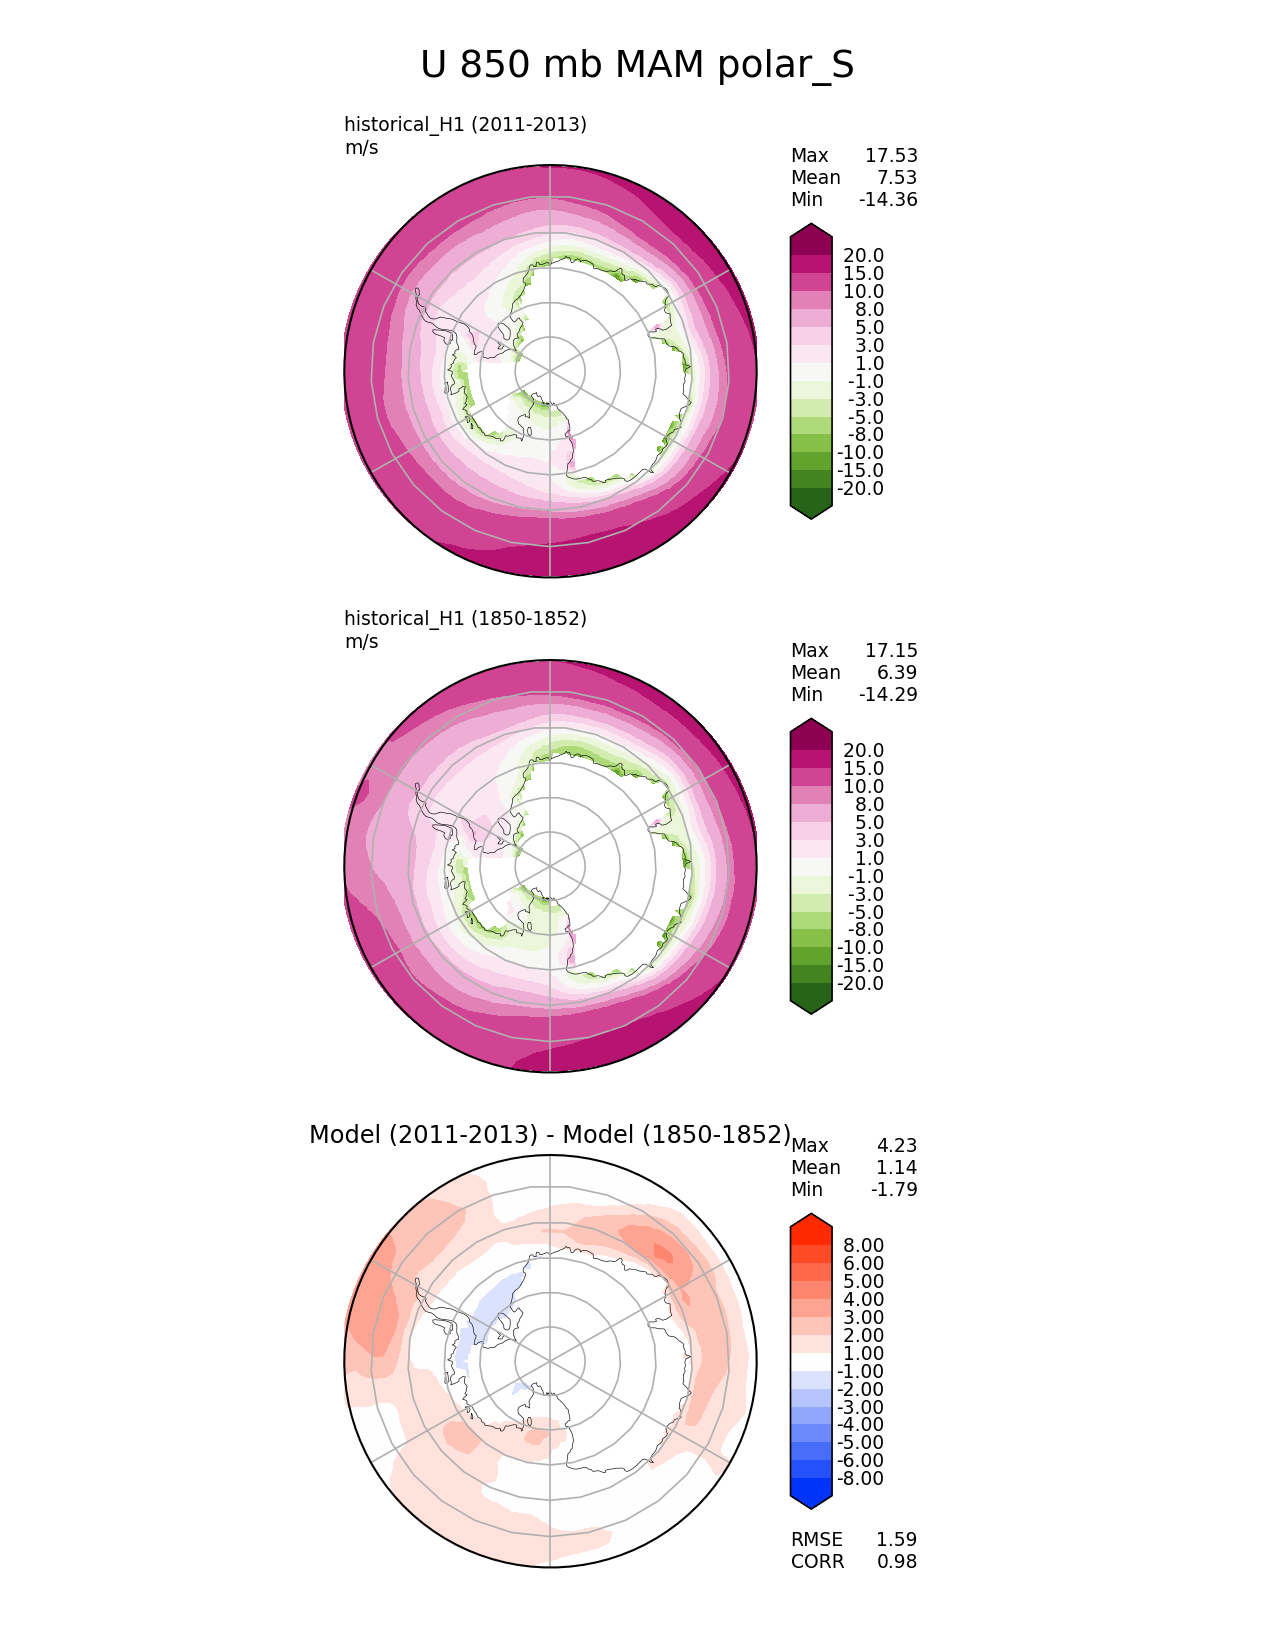 U 850 mb MAM polar_S
historical_H1 (2011-2013)
m/s
Max 17.53
Mean 7.53
Min -14.36
20.0
15.0
10.0
8.0
5.0
3.0
1.0
-1.0
-3.0
-5.0
-8.0
-10.0
-15.0
-20.0
historical_H1 (1850-1852)
m/s
Max 17.15
Mean 6.39
Min -14.29
20.0
15.0
10.0
8.0
5.0
3.0
1.0
-1.0
-3.0
-5.0
-8.0
-10.0
-15.0
-20.0
Model (2011-2013) - Model (1850-1852)
Max 4.23
Mean 1.14
Min -1.79
8.00
6.00
5.00
4.00
3.00
2.00
1.00
-1.00
-2.00
-3.00
-4.00
-5.00
-6.00
-8.00
RMSE 1.59
CORR 0.98